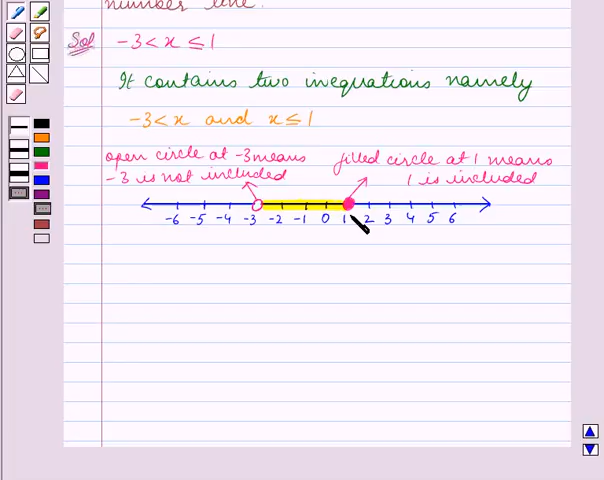 number line.
Sol -3 < x ≤ 1
It contains two inequations namely
-3 < x and x ≤ 1
open circle at -3 means filled circle at 1 means
-3 is not included 1 is included
-6 -5 -4 -3 -2 -1 0 1 2 3 4 5 6